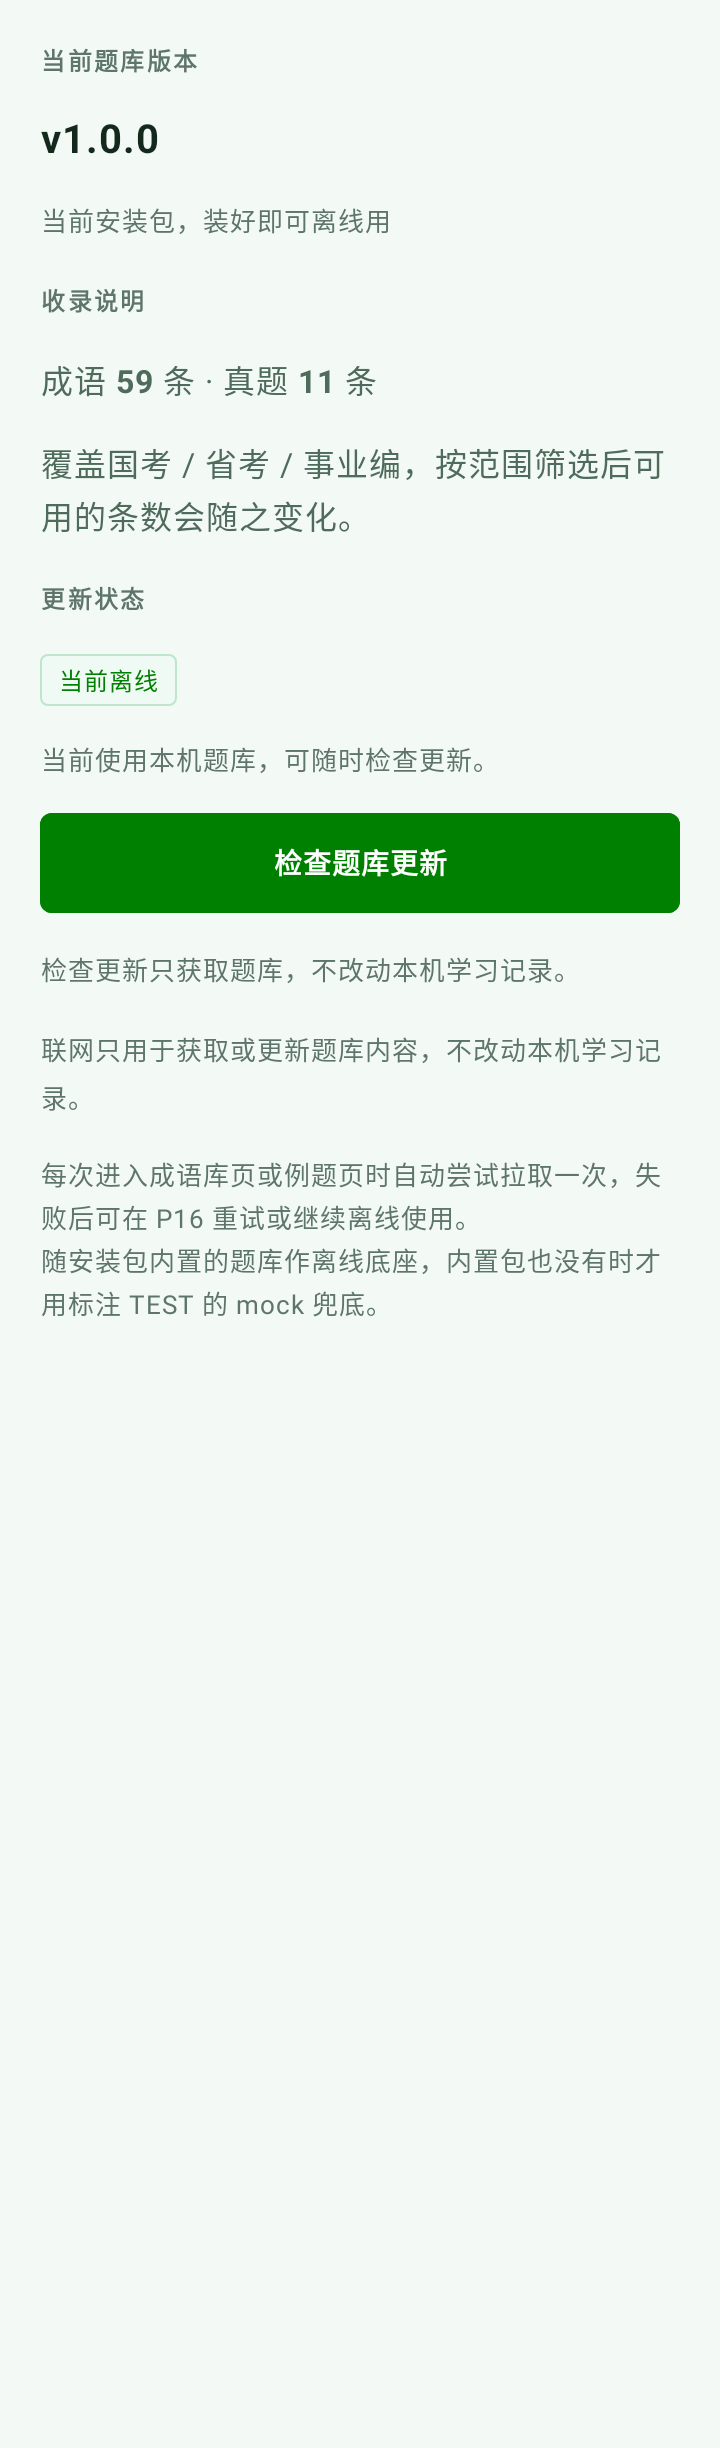 当前题库版本
v1.0.0
当前安装包，装好即可离线用
收录说明
成语 59 条 · 真题 11 条
覆盖国考 / 省考 / 事业编，按范围筛选后可
用的条数会随之变化。
更新状态
当前离线
当前使用本机题库，可随时检查更新。
检查题库更新
检查更新只获取题库，不改动本机学习记录。
联网只用于获取或更新题库内容，不改动本机学习记
录。
每次进入成语库页或例题页时自动尝试拉取一次，失
败后可在 P16 重试或继续离线使用。
随安装包内置的题库作离线底座，内置包也没有时才
用标注 TEST 的 mock 兜底。